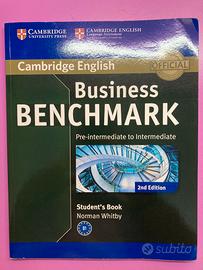 CAMBRIDGE UNIVERSITY PRESS
CAMBRIDGE ENGLISH
Language Assessment
Cambridge English
OFFICIAL
Business
BENCHMARK
Pre-intermediate to Intermediate
2nd Edition
Student's Book
Norman Whitby
subito